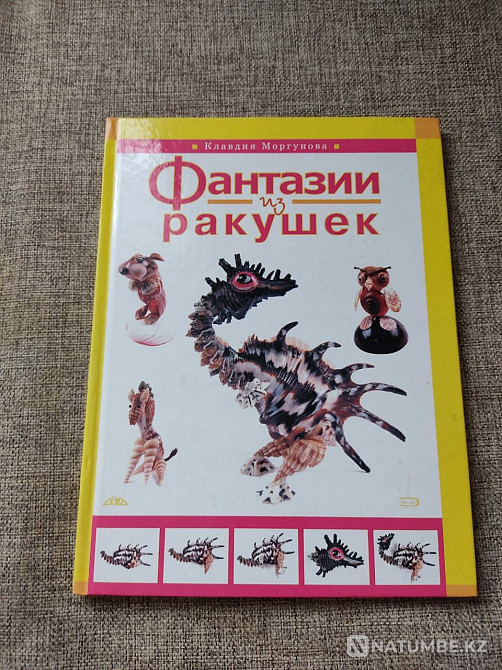 Клавдия Моргунова
Фантазии
из
ракушек
NATUMBE.KZ